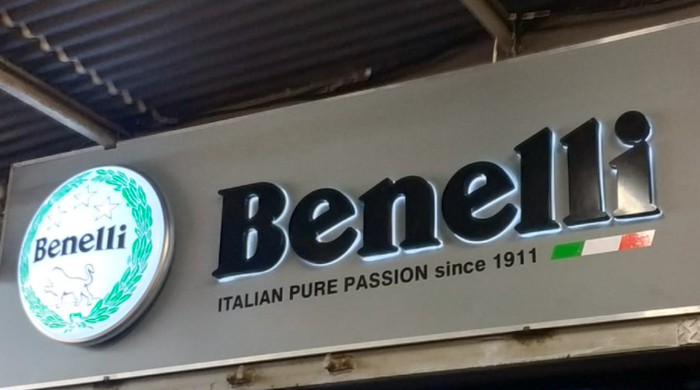 Benelli
Benelli
ITALIAN PURE PASSION since 1911